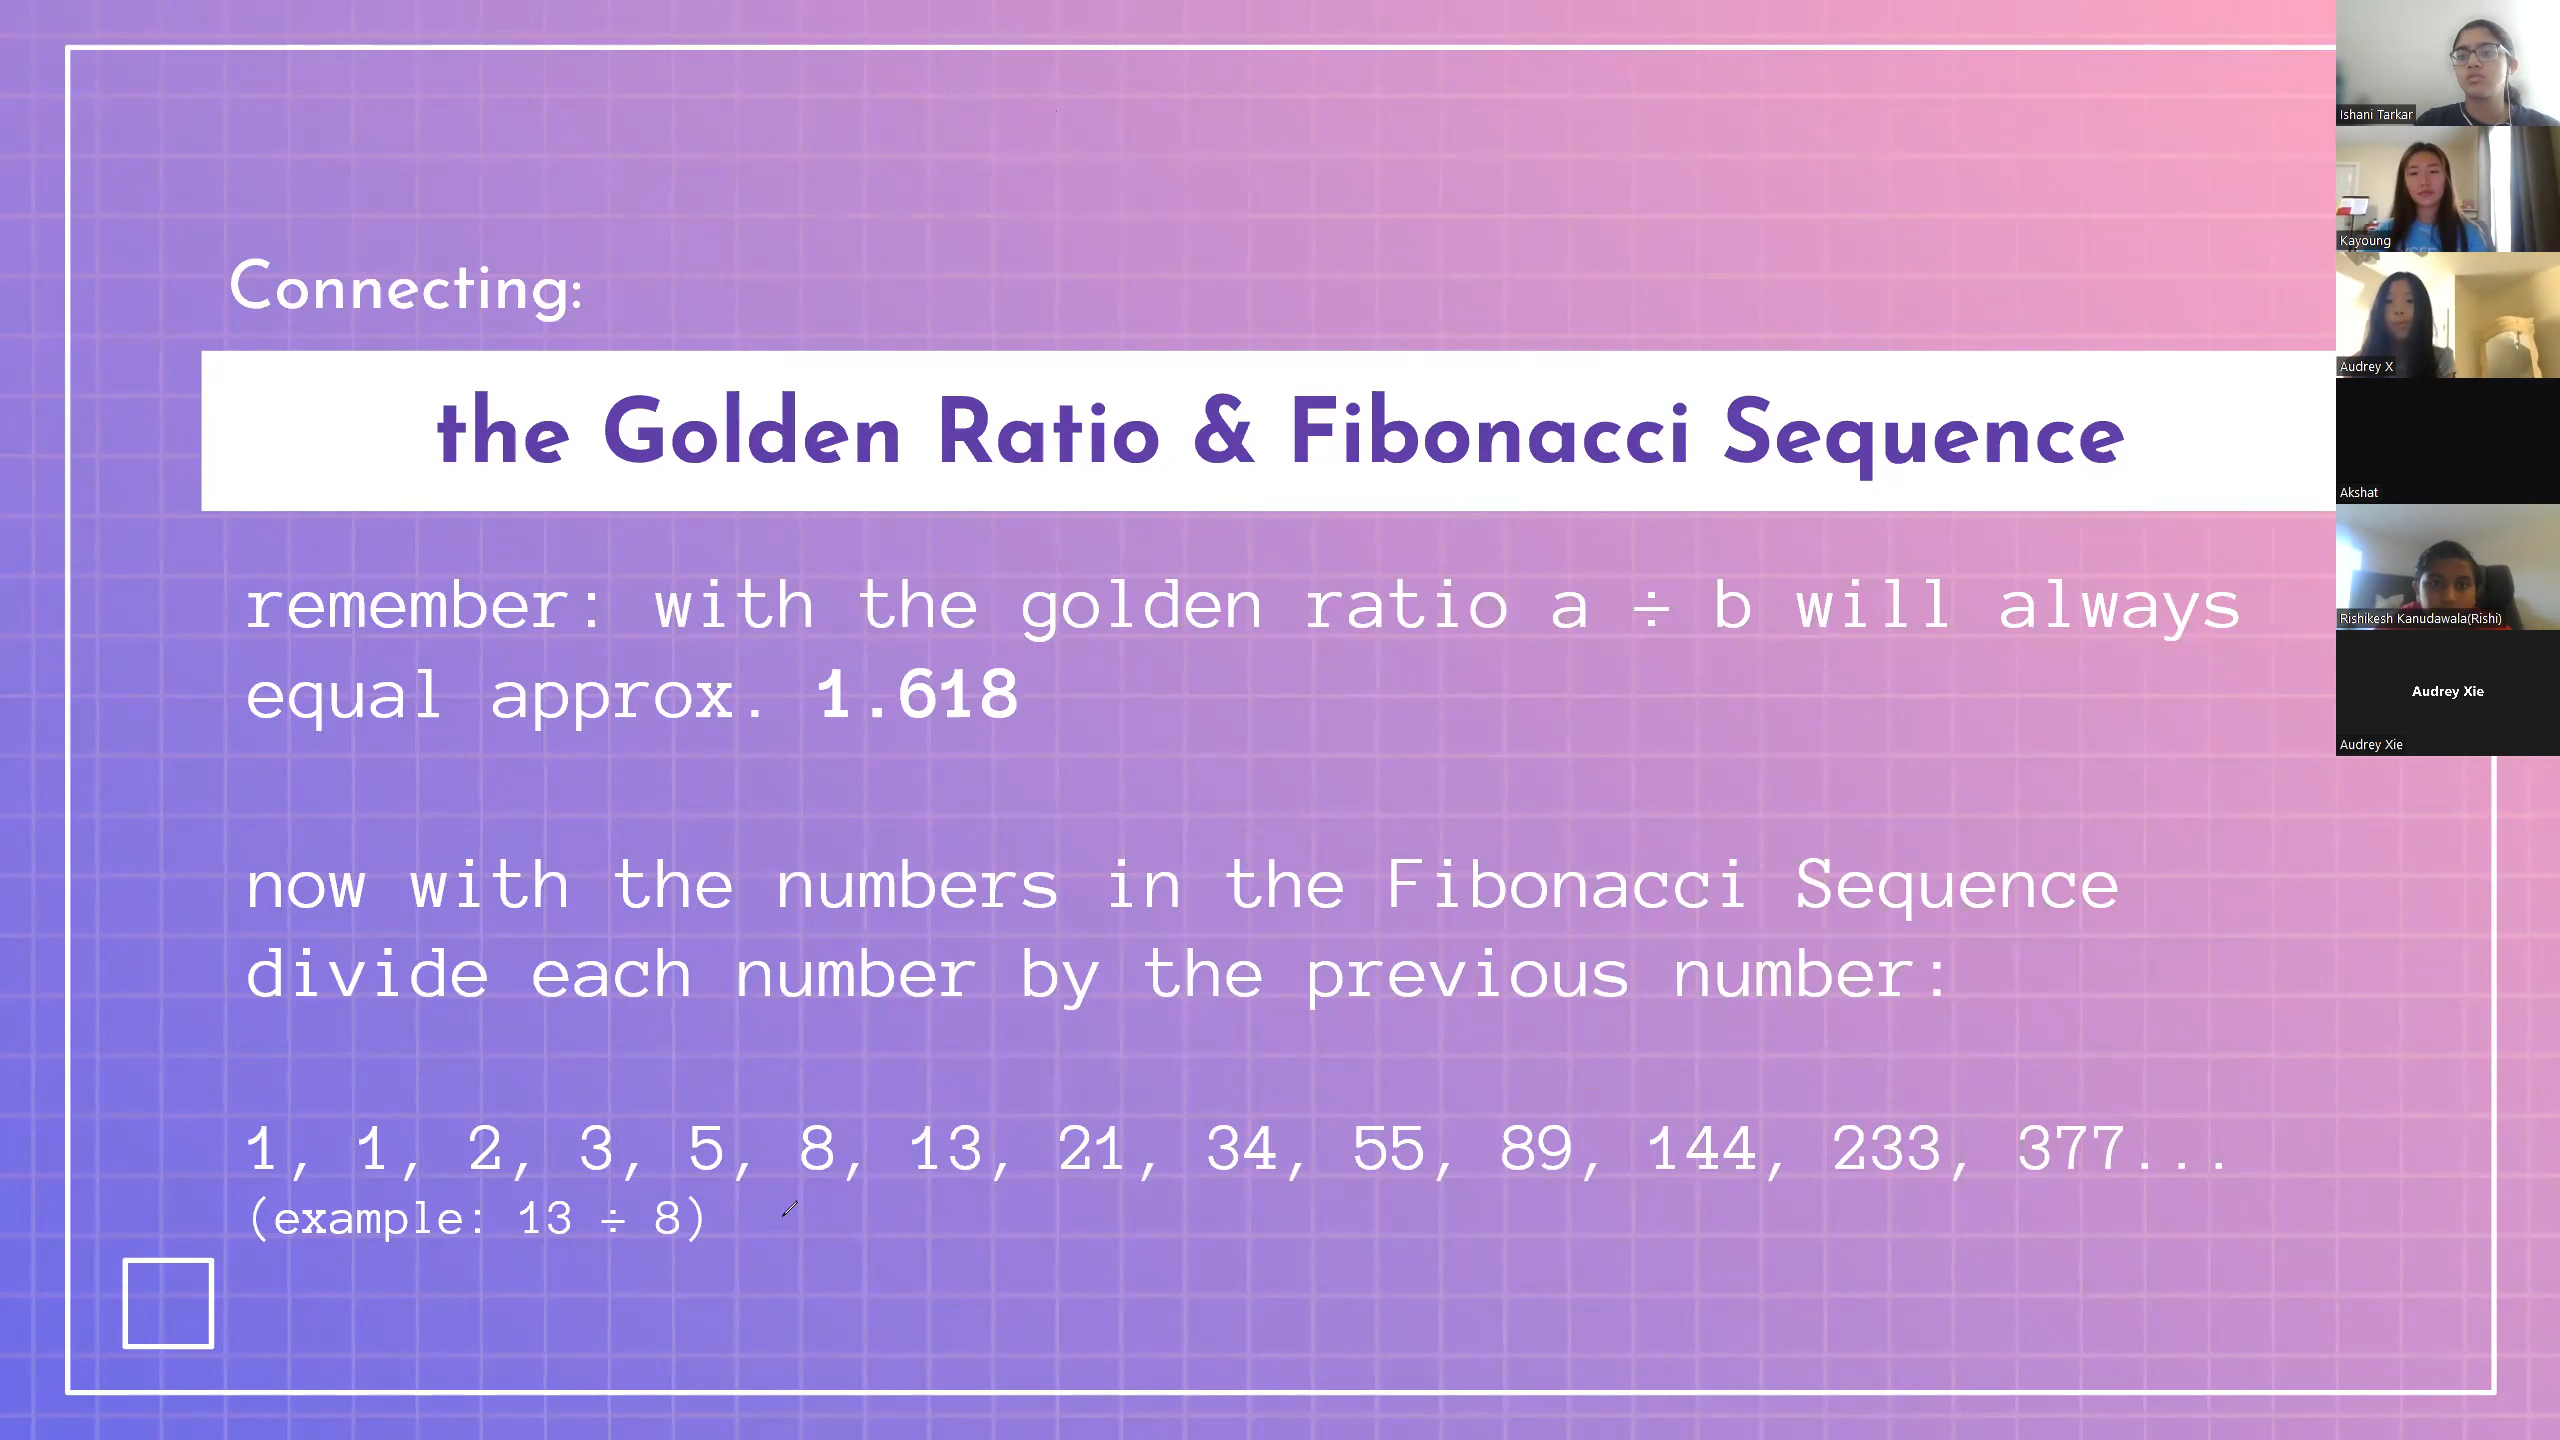 Connecting:
the Golden Ratio & Fibonacci Sequence
remember: with the golden ratio a ÷ b will always
equal approx. 1.618
now with the numbers in the Fibonacci Sequence
divide each number by the previous number:
1, 1, 2, 3, 5, 8, 13, 21, 34, 55, 89, 144, 233, 377...
(example: 13 ÷ 8)
Ishani Tarkar
Kayoung
Audrey X
Akshat
Rishikesh Kanudawala(Rishi)
Audrey Xie
Audrey Xie